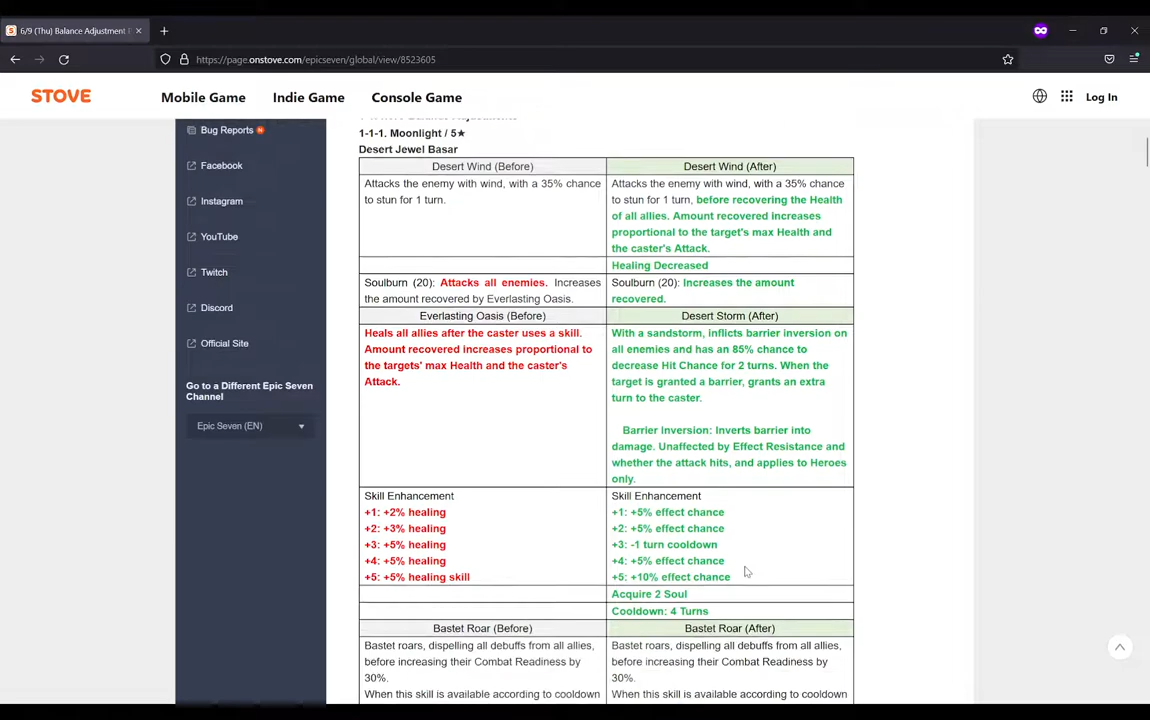 6/9 (Thu) Balance Adjustment
https://page.onstove.com/epicseven/global/view/8523605
STOVE
Mobile Game
Indie Game
Console Game
Log In
Bug Reports N
Facebook
Instagram
YouTube
Twitch
Discord
Official Site
Go to a Different Epic Seven
Channel
Epic Seven (EN)
1-1-1. Moonlight / 5★
Desert Jewel Basar
Desert Wind (Before)
Desert Wind (After)
Attacks the enemy with wind, with a 35% chance
to stun for 1 turn.
Attacks the enemy with wind, with a 35% chance
to stun for 1 turn, before recovering the Health
of all allies. Amount recovered increases
proportional to the target's max Health and
the caster's Attack.
Healing Decreased
Soulburn (20): Attacks all enemies. Increases
the amount recovered by Everlasting Oasis.
Soulburn (20): Increases the amount
recovered.
Everlasting Oasis (Before)
Desert Storm (After)
Heals all allies after the caster uses a skill.
Amount recovered increases proportional to
the targets' max Health and the caster's
Attack.
With a sandstorm, inflicts barrier inversion on
all enemies and has an 85% chance to
decrease Hit Chance for 2 turns. When the
target is granted a barrier, grants an extra
turn to the caster.
Barrier Inversion: Inverts barrier into
damage. Unaffected by Effect Resistance and
whether the attack hits, and applies to Heroes
only.
Skill Enhancement
+1: +2% healing
+2: +3% healing
+3: +5% healing
+4: +5% healing
+5: +5% healing skill
Skill Enhancement
+1: +5% effect chance
+2: +5% effect chance
+3: -1 turn cooldown
+4: +5% effect chance
+5: +10% effect chance
Acquire 2 Soul
Cooldown: 4 Turns
Bastet Roar (Before)
Bastet Roar (After)
Bastet roars, dispelling all debuffs from all allies,
before increasing their Combat Readiness by
30%.
When this skill is available according to cooldown
Bastet roars, dispelling all debuffs from all allies,
before increasing their Combat Readiness by
30%.
When this skill is available according to cooldown